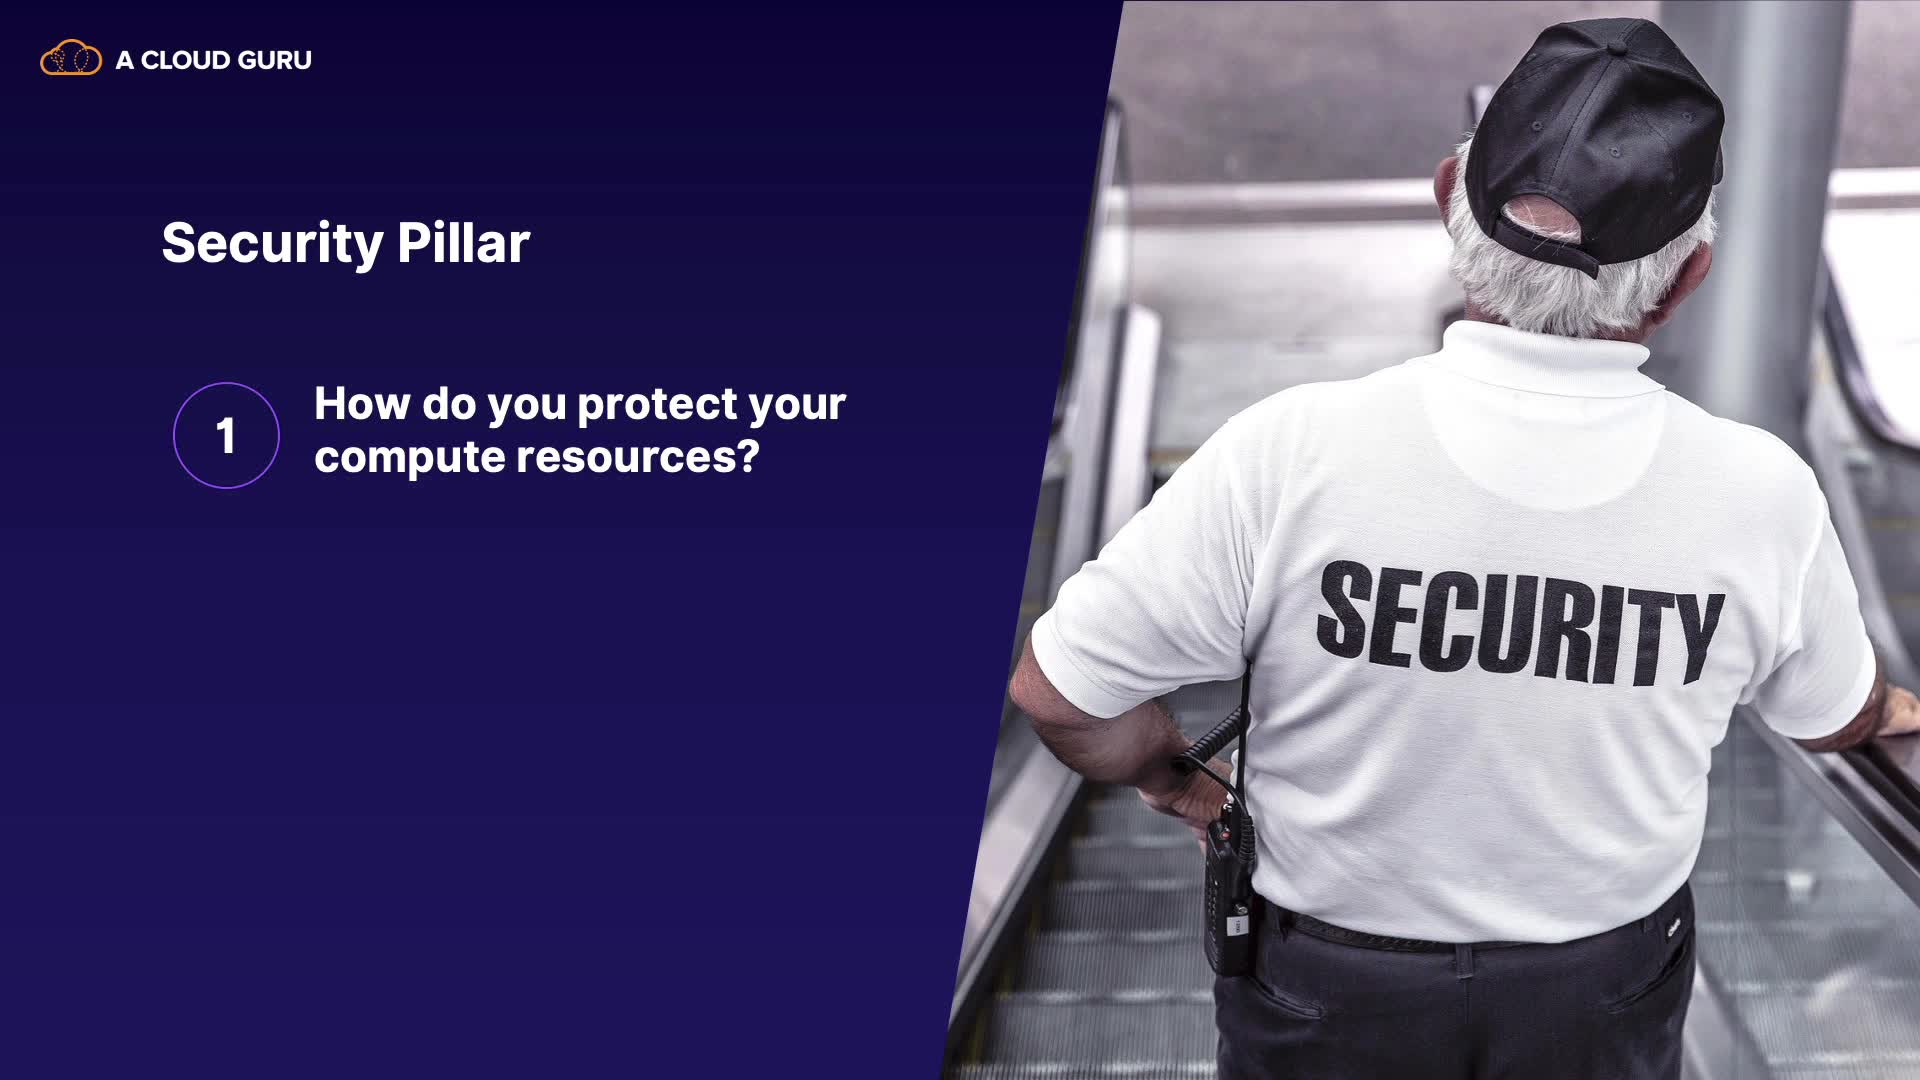 A CLOUD GURU
Security Pillar
1
How do you protect your
compute resources?
SECURITY